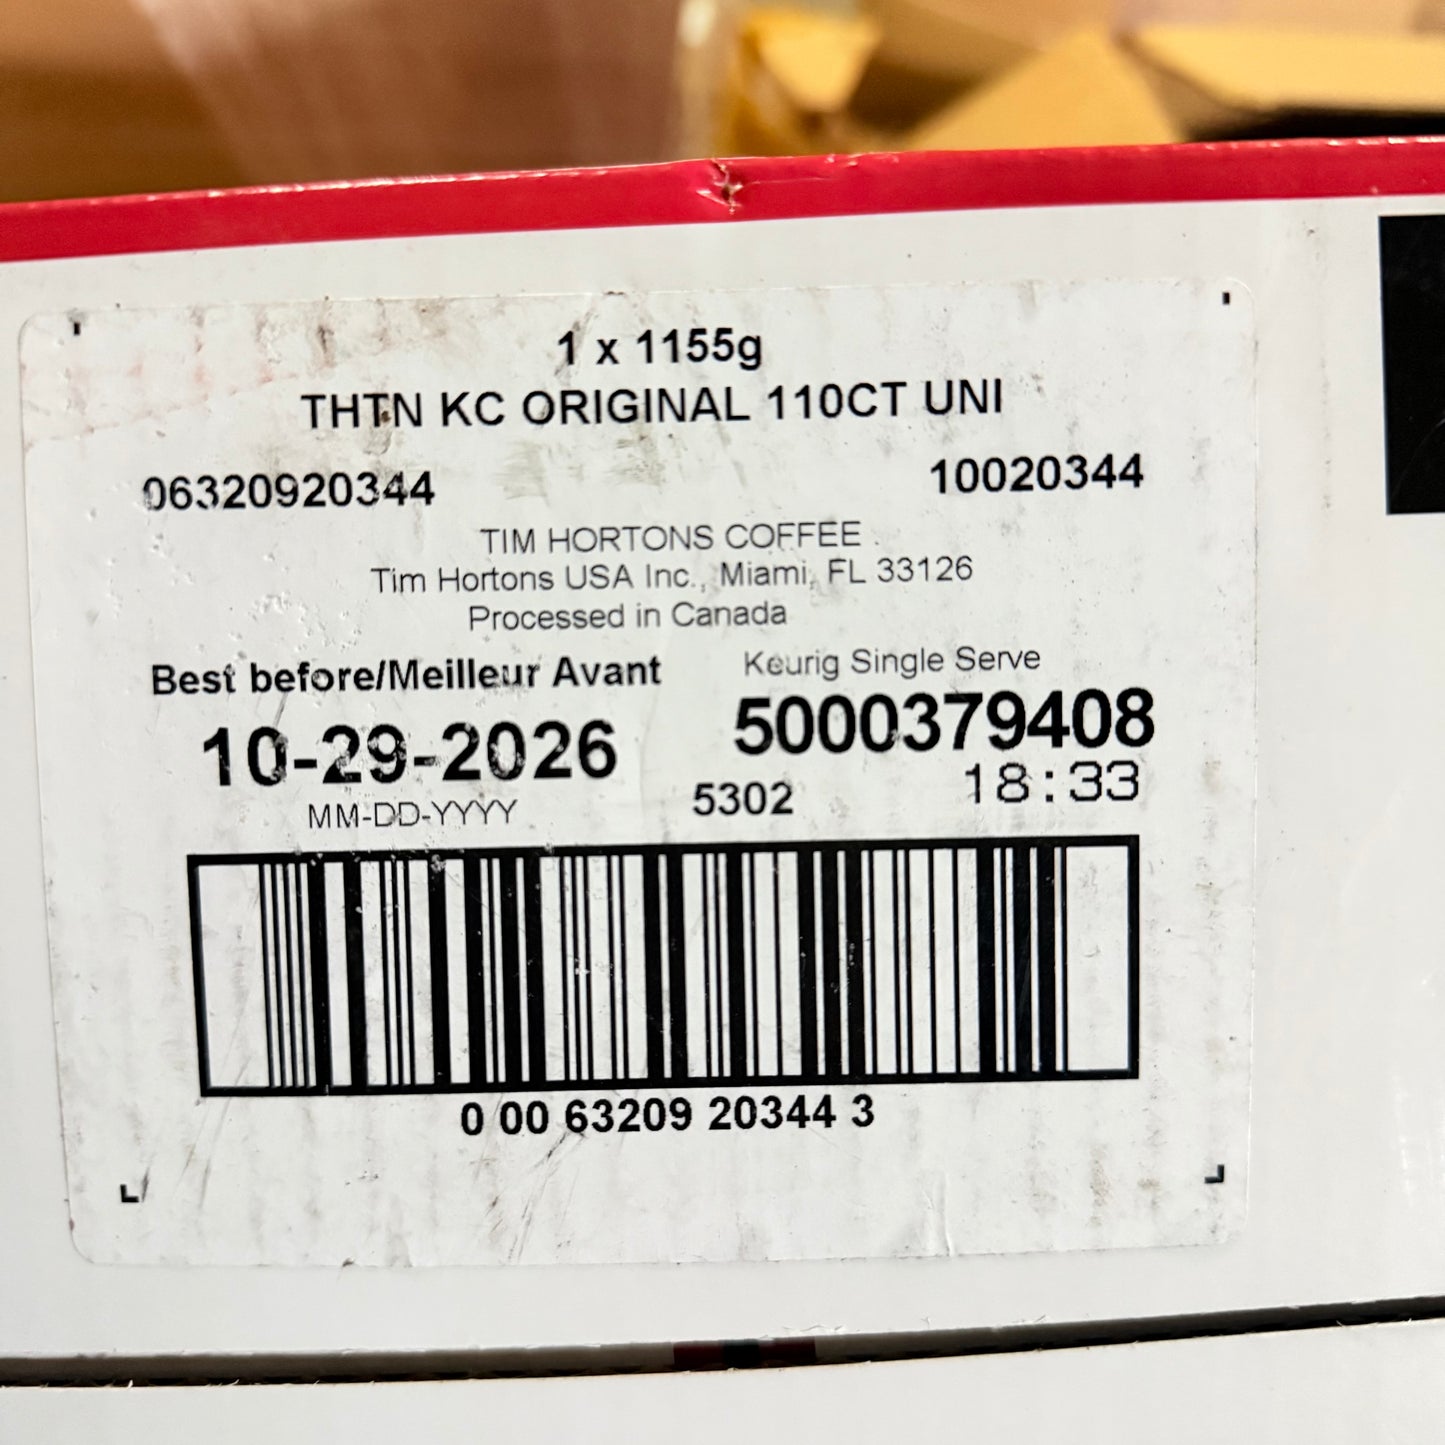 1 x 1155g
THTN KC ORIGINAL 110CT UNI
06320920344 10020344
TIM HORTONS COFFEE
Tim Hortons USA Inc., Miami, FL 33126
Processed in Canada
Best before/Meilleur Avant Keurig Single Serve
10-29-2026 5000379408
MM-DD-YYYY 5302 18:33
0 00 63209 20344 3